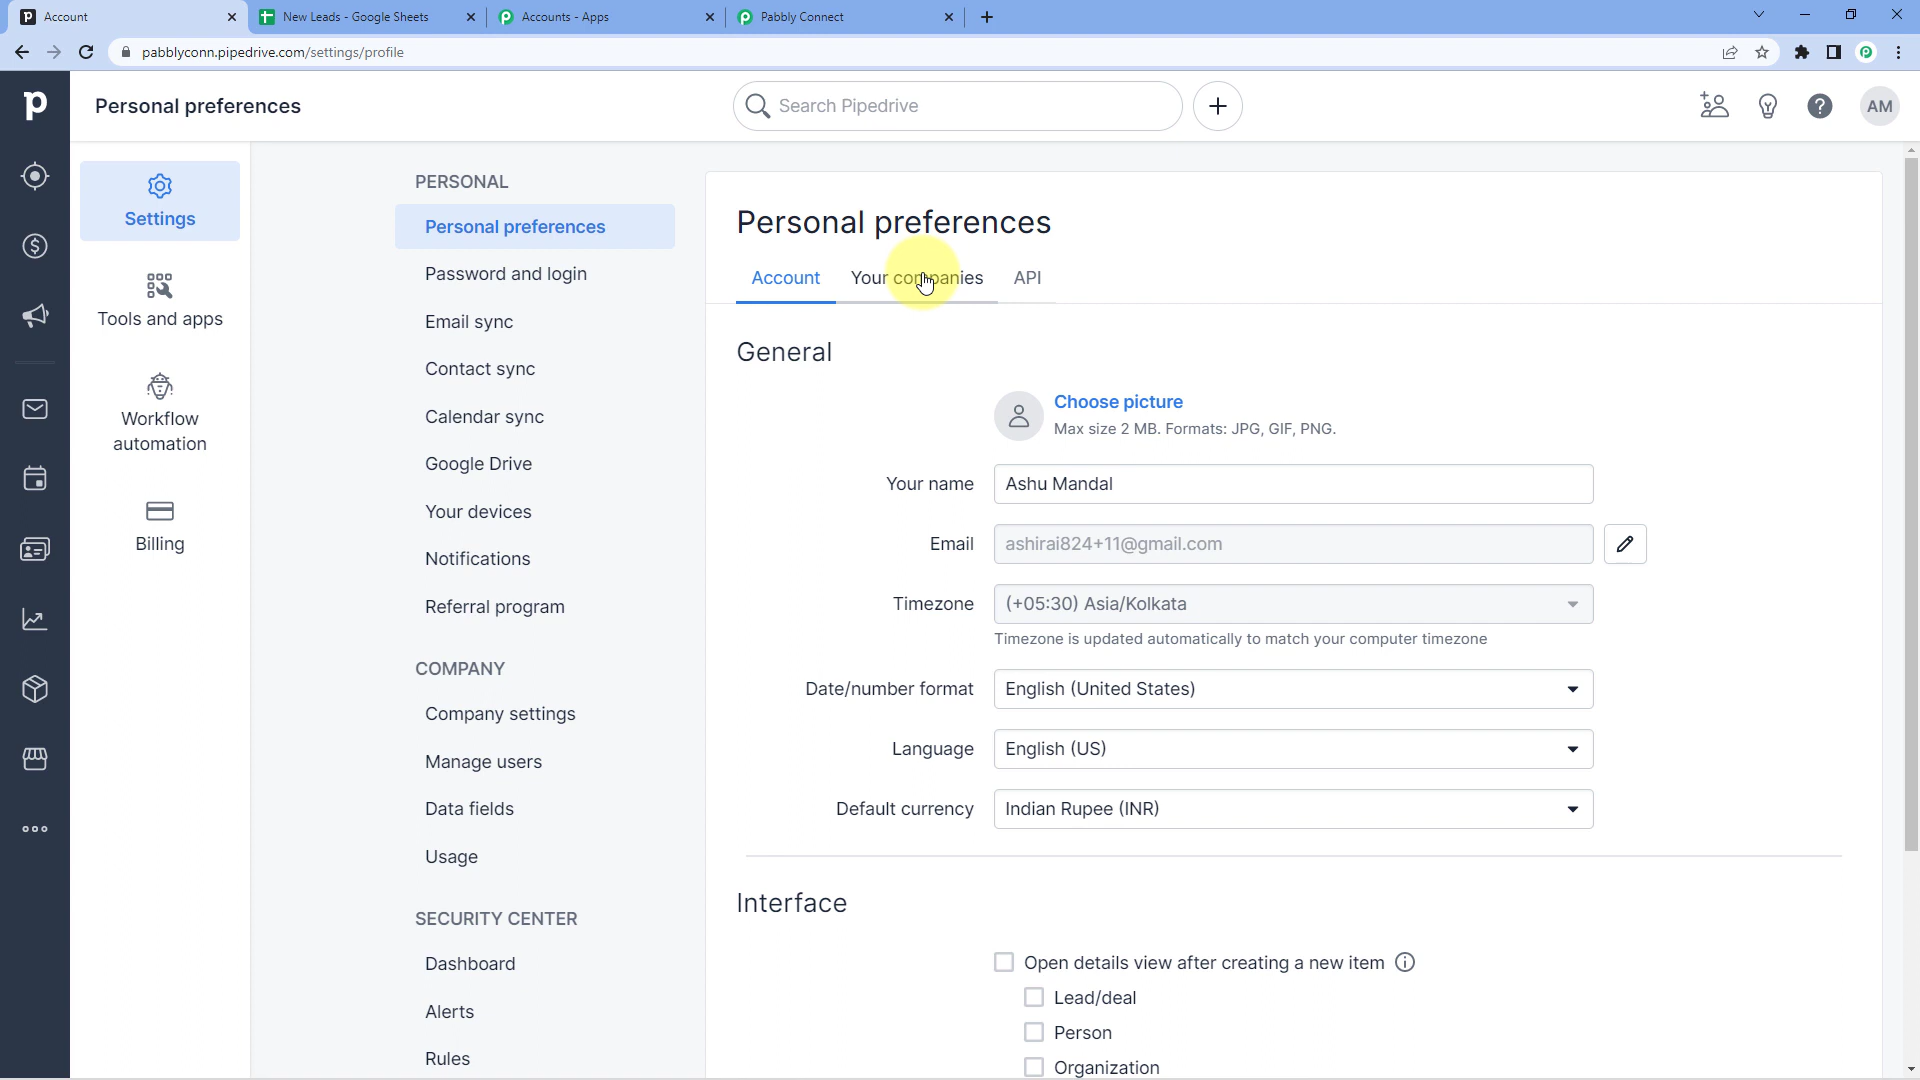 Account
New Leads - Google Sheets
Accounts - Apps
Pabbly Connect
pabblyconn.pipedrive.com/settings/profile
Personal preferences
Search Pipedrive
AM
Settings
Tools and apps
Workflow
automation
Billing
PERSONAL
Personal preferences
Password and login
Email sync
Contact sync
Calendar sync
Google Drive
Your devices
Notifications
Referral program
COMPANY
Company settings
Manage users
Data fields
Usage
SECURITY CENTER
Dashboard
Alerts
Rules
Personal preferences
Account Your companies API
General
Choose picture
Max size 2 MB. Formats: JPG, GIF, PNG.
Your name Ashu Mandal
Email ashirai824+11@gmail.com
Timezone (+05:30) Asia/Kolkata
Timezone is updated automatically to match your computer timezone
Date/number format English (United States)
Language English (US)
Default currency Indian Rupee (INR)
Interface
Open details view after creating a new item
Lead/deal
Person
Organization